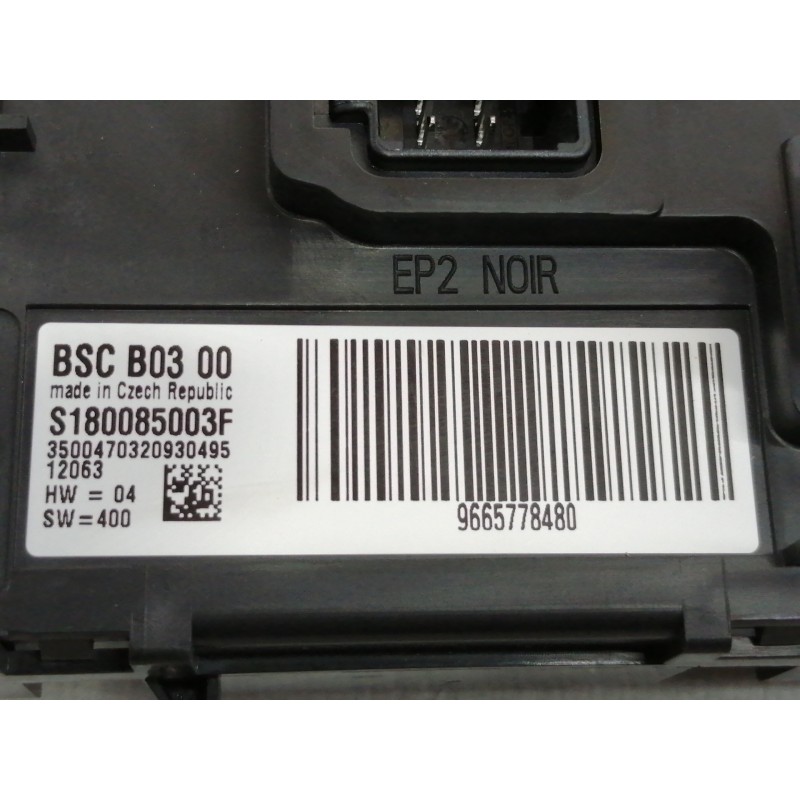 EP2 NOIR
BSC B03 00
made in Czech Republic
S180085003F
3500470320930495
12063
HW = 04
SW=400
9665778480